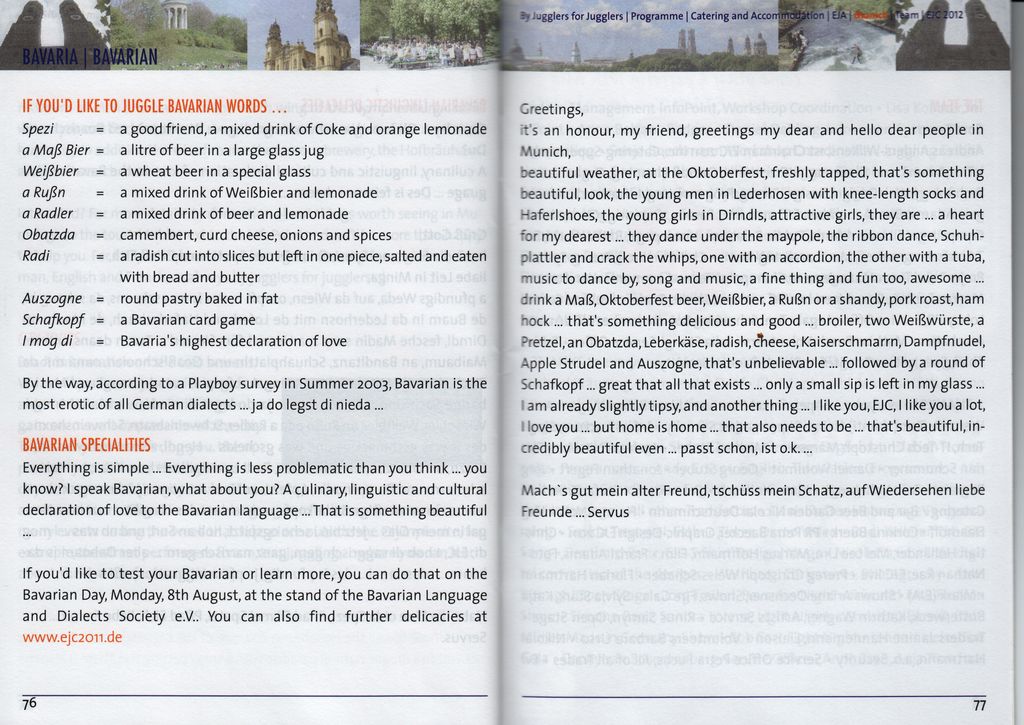 BAVARIA | BAVARIAN
IF YOU'D LIKE TO JUGGLE BAVARIAN WORDS ...
Spezi = a good friend, a mixed drink of Coke and orange lemonade
a Maß Bier = a litre of beer in a large glass jug
Weißbier = a wheat beer in a special glass
a Rußn = a mixed drink of Weißbier and lemonade
a Radler = a mixed drink of beer and lemonade
Obatzda = camembert, curd cheese, onions and spices
Radi = a radish cut into slices but left in one piece, salted and eaten
with bread and butter
Auszogne = round pastry baked in fat
Schafkopf = a Bavarian card game
I mog di = Bavaria's highest declaration of love
By the way, according to a Playboy survey in Summer 2003, Bavarian is the
most erotic of all German dialects ... ja do legst di nieda ...
BAVARIAN SPECIALITIES
Everything is simple ... Everything is less problematic than you think ... you
know? I speak Bavarian, what about you? A culinary, linguistic and cultural
declaration of love to the Bavarian language ... That is something beautiful
...
If you'd like to test your Bavarian or learn more, you can do that on the
Bavarian Day, Monday, 8th August, at the stand of the Bavarian Language
and Dialects Society e.V.. You can also find further delicacies at
www.ejc2011.de
76
By Jugglers for Jugglers | Programme | Catering and Accommodation | EJA | munich | Team | EJC 2012
Greetings,
it's an honour, my friend, greetings my dear and hello dear people in
Munich,
beautiful weather, at the Oktoberfest, freshly tapped, that's something
beautiful, look, the young men in Lederhosen with knee-length socks and
Haferlshoes, the young girls in Dirndls, attractive girls, they are ... a heart
for my dearest ... they dance under the maypole, the ribbon dance, Schuh-
plattler and crack the whips, one with an accordion, the other with a tuba,
music to dance by, song and music, a fine thing and fun too, awesome ...
drink a Maß, Oktoberfest beer, Weißbier, a Rußn or a shandy, pork roast, ham
hock ... that's something delicious and good ... broiler, two Weißwürste, a
Pretzel, an Obatzda, Leberkäse, radish, cheese, Kaiserschmarrn, Dampfnudel,
Apple Strudel and Auszogne, that's unbelievable ... followed by a round of
Schafkopf ... great that all that exists ... only a small sip is left in my glass ...
I am already slightly tipsy, and another thing ... I like you, EJC, I like you a lot,
I love you ... but home is home ... that also needs to be ... that's beautiful, in-
credibly beautiful even ... passt schon, ist o.k. ...
Mach`s gut mein alter Freund, tschüss mein Schatz, auf Wiedersehen liebe
Freunde ... Servus
77